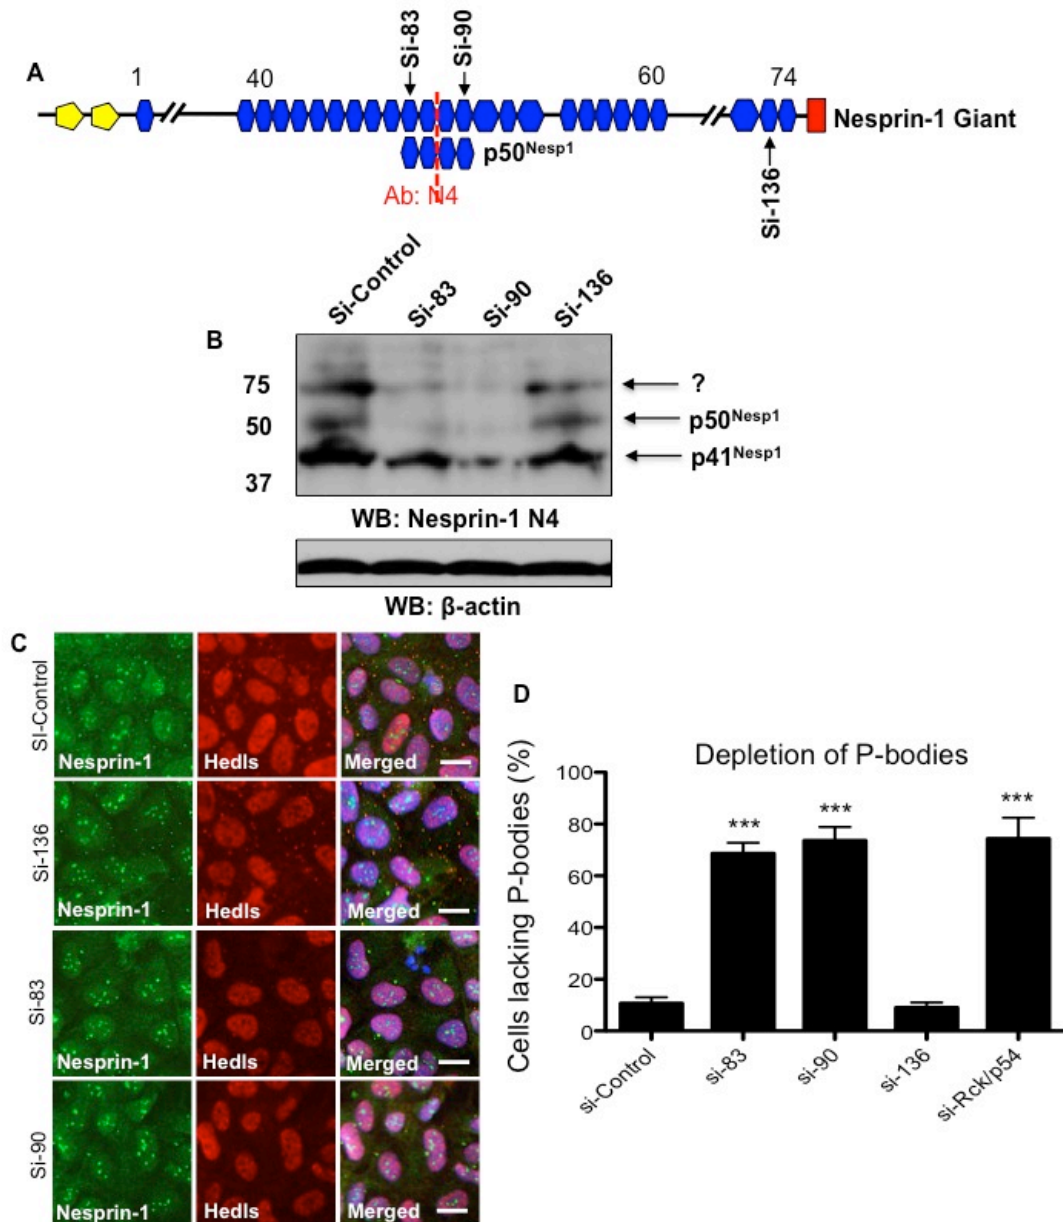 A
1
40
Si-83
Si-90
60
74
Nesprin-1 Giant
p50Nesp1
Ab: N4
Si-136
B
Si-Control
Si-83
Si-90
Si-136
75
50
37
?
p50Nesp1
p41Nesp1
WB: Nesprin-1 N4
WB: β-actin
C
SI-Control
Nesprin-1
Hedls
Merged
Si-136
Nesprin-1
Hedls
Merged
Si-83
Nesprin-1
Hedls
Merged
Si-90
Nesprin-1
Hedls
Merged
D
Depletion of P-bodies
Cells lacking P-bodies (%)
100
80
60
40
20
0
***
***
***
si-Control
si-83
si-90
si-136
si-Rck/p54